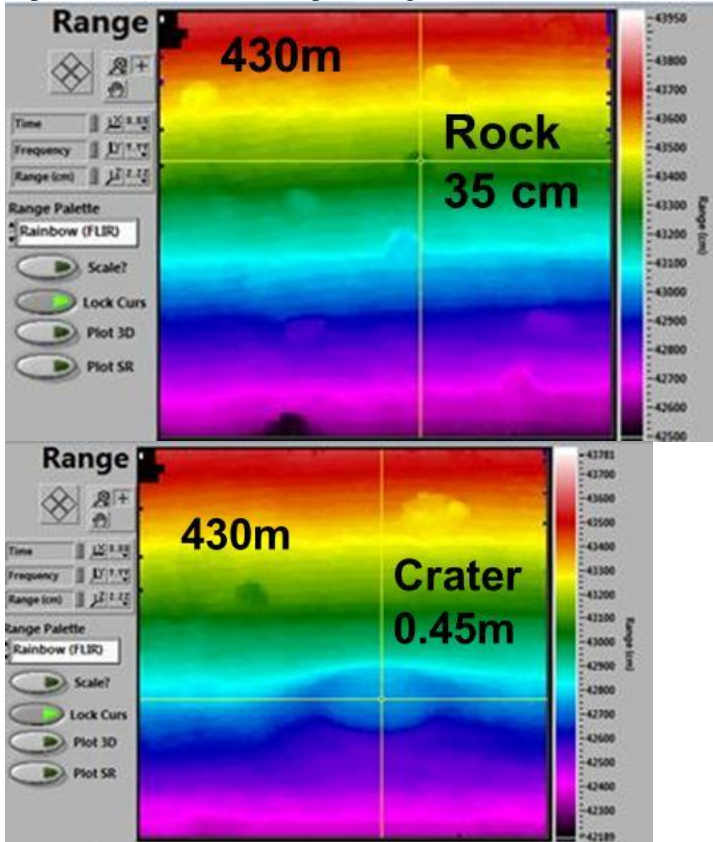 Range
430m
Rock
35 cm
Time
Frequency
Range (cm)
Range Palette
Rainbow (FLIR)
Scale?
Lock Curs
Plot 3D
Plot SR
43950
43800
43700
43600
43500
43400
43300
43200
43100
43000
42900
42800
42700
42600
42500
Range (cm)
Range
430m
Crater
0.45m
Time
Frequency
Range (cm)
Range Palette
Rainbow (FLIR)
Scale?
Lock Curs
Plot 3D
Plot SR
43781
43700
43600
43500
43400
43300
43200
43100
43000
42900
42800
42700
42600
42500
42400
42300
42189
Range (cm)